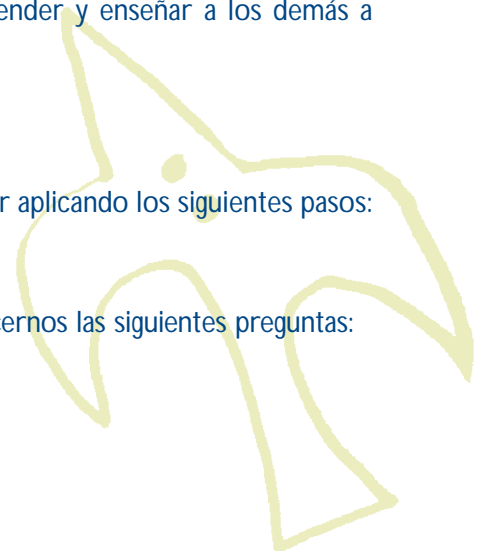 ender y enseñar a los demás a
r aplicando los siguientes pasos:
ernos las siguientes preguntas: